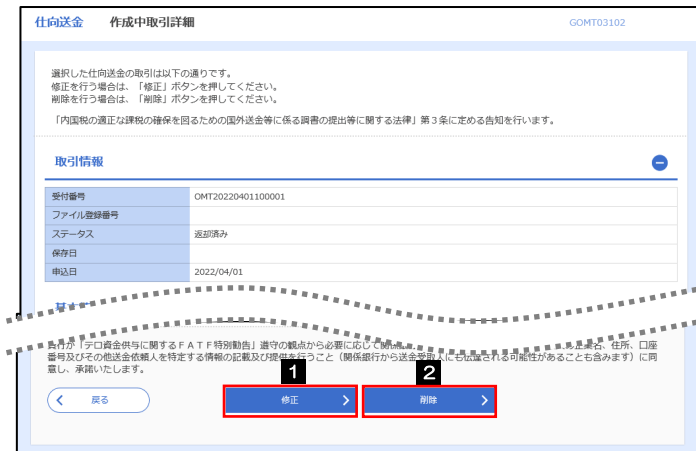 仕向送金 作成中取引詳細 GOMT03102
選択した仕向送金の取引は以下の通りです。
修正を行う場合は、「修正」ボタンを押してください。
削除を行う場合は、「削除」ボタンを押してください。
「内国税の適正な課税の確保を図るための国外送金等に係る調書の提出等に関する法律」第３条に定める告知を行います。
取引情報
受付番号 OMT20220401100001
ファイル登録番号
ステータス 返却済み
保存日
申込日 2022/04/01
貴行が「テロ資金供与に関するＦＡＴＦ特別勧告」遵守の観点から必要に応じて関係 住所、口座
番号及びその他送金依頼人を特定する情報の記載及び提供を行うこと（関係銀行から送金受取人にも伝達される可能性があることも含みます）に同
意し、承諾いたします。
1 2
戻る 修正 削除